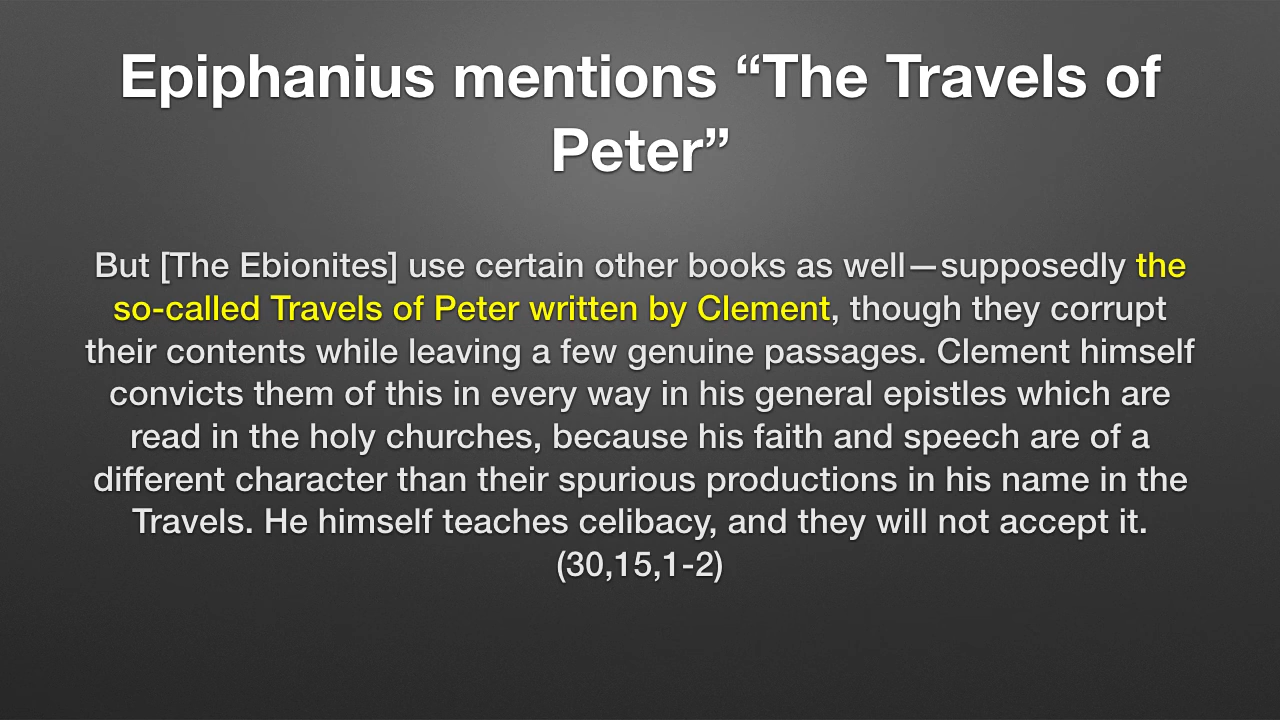 Epiphanius mentions “The Travels of
Peter”
But [The Ebionites] use certain other books as well—supposedly the
so-called Travels of Peter written by Clement, though they corrupt
their contents while leaving a few genuine passages. Clement himself
convicts them of this in every way in his general epistles which are
read in the holy churches, because his faith and speech are of a
different character than their spurious productions in his name in the
Travels. He himself teaches celibacy, and they will not accept it.
(30,15,1-2)